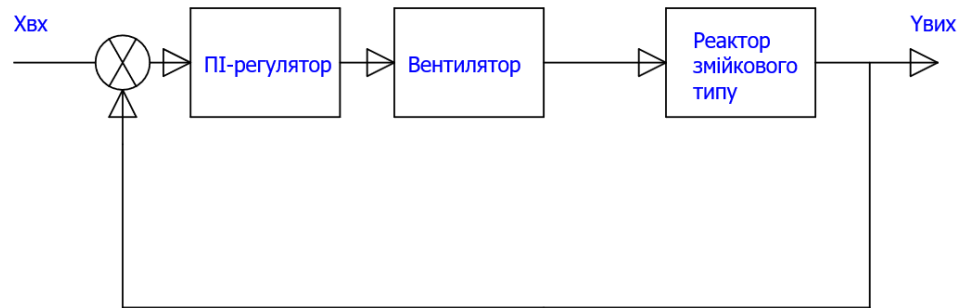 Хвх
Yвих
ПІ-регулятор
Вентилятор
Реактор
змійкового
типу